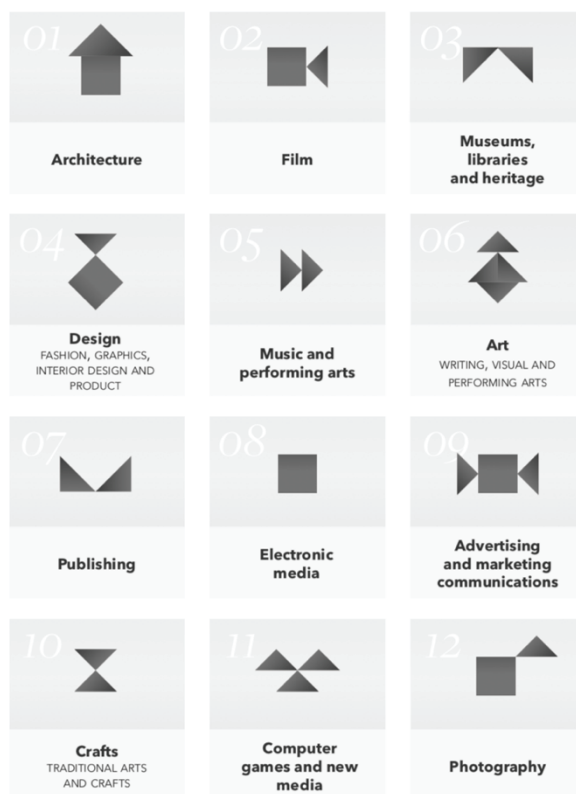 01
Architecture
02
Film
03
Museums,
libraries
and heritage
04
Design
FASHION, GRAPHICS,
INTERIOR DESIGN AND
PRODUCT
05
Music and
performing arts
06
Art
WRITING, VISUAL AND
PERFORMING ARTS
07
Publishing
08
Electronic
media
09
Advertising
and marketing
communications
10
Crafts
TRADITIONAL ARTS
AND CRAFTS
11
Computer
games and new
media
12
Photography